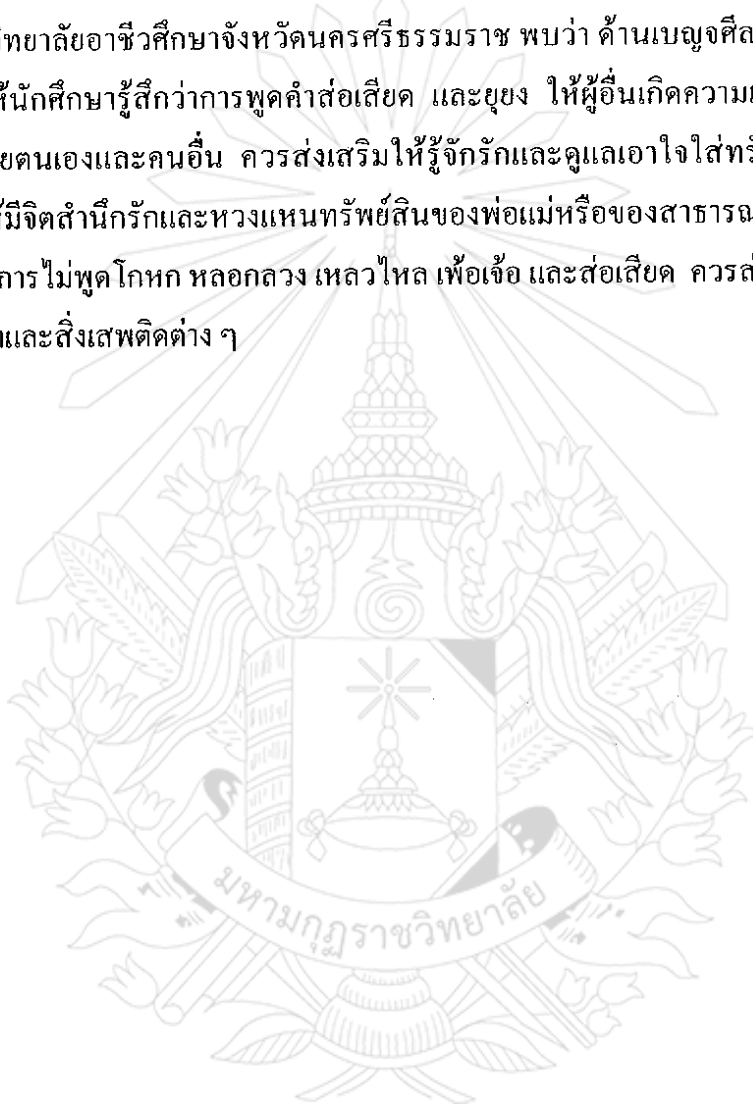 วิทยาลัยอาชีวศึกษาจังหวัดนครศรีธรรมราช พบว่า ด้านเบญจศีล
ให้นักศึกษารู้สึกว่าการพูดคำส่อเสียด และยุยง ให้ผู้อื่นเกิดความ
ตนเองและคนอื่น ควรส่งเสริมให้รู้จักรักและดูแลเอาใจใส่
มีจิตสำนึกรักและหวงแหนทรัพย์สินของพ่อแม่หรือของสาธารณ
การไม่พูดโกหก หลอกลวง เหลวไหล เพ้อเจ้อ และส่อเสียด ควร
และสิ่งเสพติดต่าง ๆ
มหามกุฏราชวิทยาลัย